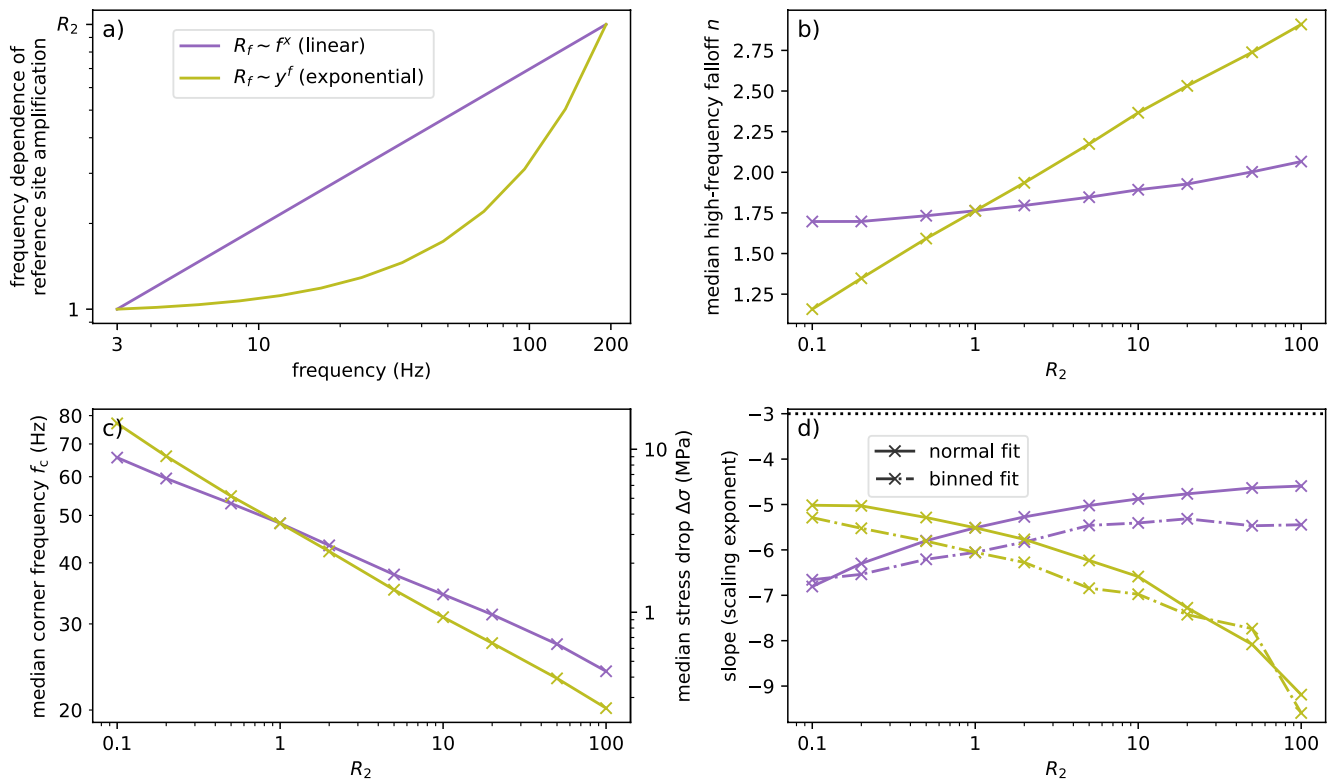 a)
R₂
1
frequency dependence of
reference site amplification
R_f ~ f^x (linear)
R_f ~ y^f (exponential)
3 10 100 200
frequency (Hz)
b)
2.75
2.50
2.25
2.00
1.75
1.50
1.25
median high-frequency falloff n
0.1 1 10 100
R₂
c)
80
70
60
50
40
30
20
median corner frequency f_c (Hz)
10
1
median stress drop Δσ (MPa)
0.1 1 10 100
R₂
d)
−3
−4
−5
−6
−7
−8
−9
slope (scaling exponent)
normal fit
binned fit
0.1 1 10 100
R₂